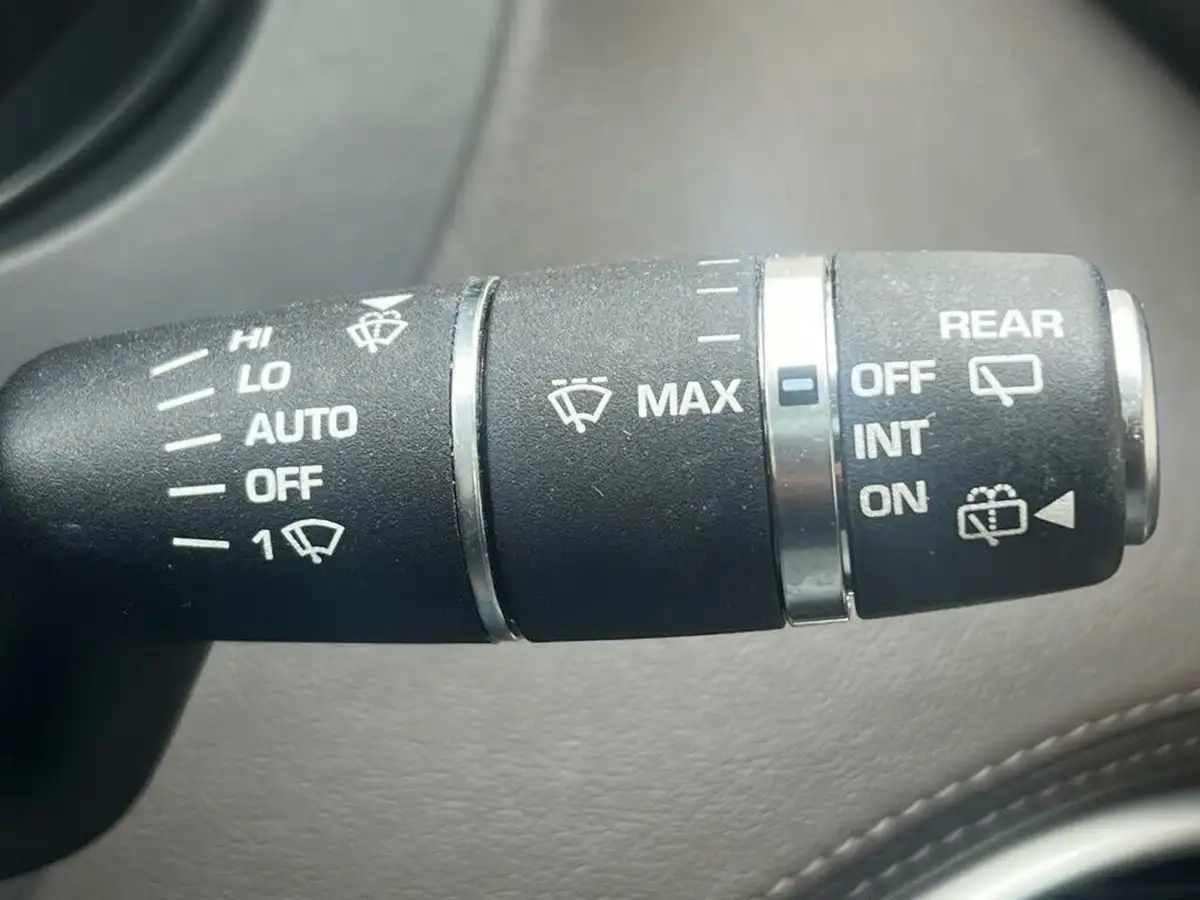 HI
LO
AUTO
OFF
1
MAX
REAR
OFF
INT
ON